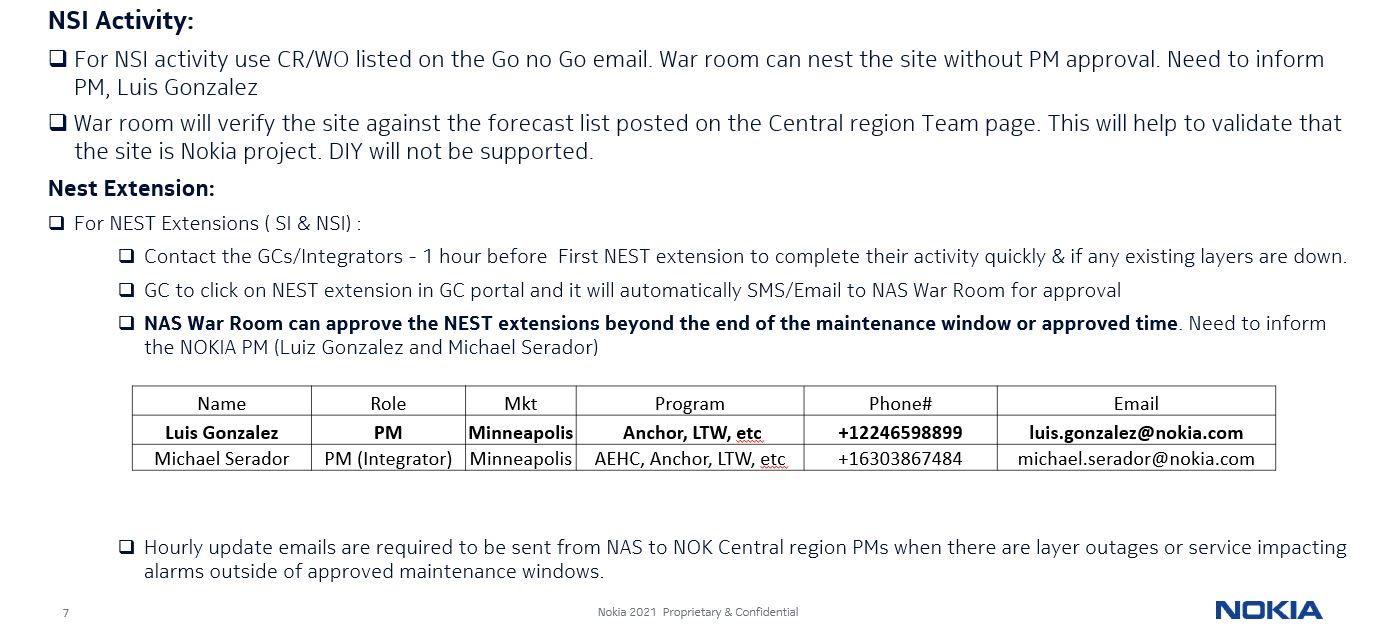 NSI Activity:
For NSI activity use CR/WO listed on the Go no Go email. War room can nest the site without PM approval. Need to inform
PM, Luis Gonzalez
War room will verify the site against the forecast list posted on the Central region Team page. This will help to validate that
the site is Nokia project. DIY will not be supported.
Nest Extension:
For NEST Extensions ( SI & NSI) :
Contact the GCs/Integrators - 1 hour before  First NEST extension to complete their activity quickly & if any existing layers are down.
GC to click on NEST extension in GC portal and it will automatically SMS/Email to NAS War Room for approval
NAS War Room can approve the NEST extensions beyond the end of the maintenance window or approved time. Need to inform
the NOKIA PM (Luiz Gonzalez and Michael Serador)
Name Role Mkt Program Phone# Email
Luis Gonzalez PM Minneapolis Anchor, LTW, etc +12246598899 luis.gonzalez@nokia.com
Michael Serador PM (Integrator) Minneapolis AEHC, Anchor, LTW, etc +16303867484 michael.serador@nokia.com
Hourly update emails are required to be sent from NAS to NOK Central region PMs when there are layer outages or service impacting
alarms outside of approved maintenance windows.
7 Nokia 2021  Proprietary & Confidential NOKIA